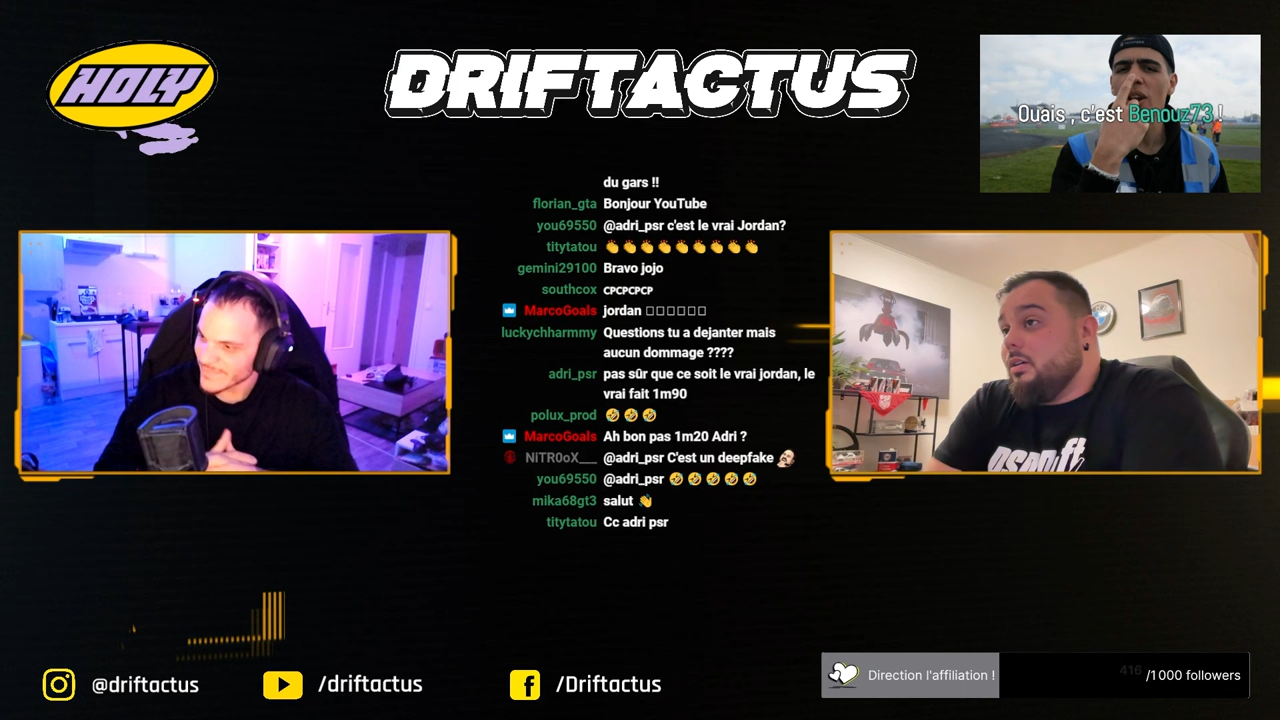 HOLY
DRIFTACTUS
Ouais , c'est Benouz73 !
du gars !!
florian_gta Bonjour YouTube
you69550 @adri_psr c'est le vrai Jordan?
titytatou 👏👏👏👏👏👏👏👏👏
gemini29100 Bravo jojo
southcox cpcpcpcp
MarcoGoals jordan □□□□□□
luckychharmmy Questions tu a dejanter mais
aucun dommage ????
adri_psr pas sûr que ce soit le vrai jordan, le
vrai fait 1m90
polux_prod 🤣🤣🤣
MarcoGoals Ah bon pas 1m20 Adri ?
NiTR0oX___ @adri_psr C'est un deepfake
you69550 @adri_psr 🤣🤣🤣🤣🤣
mika68gt3 salut 👋
titytatou Cc adri psr
@driftactus
/driftactus
/Driftactus
Direction l'affiliation !
416 /1000 followers